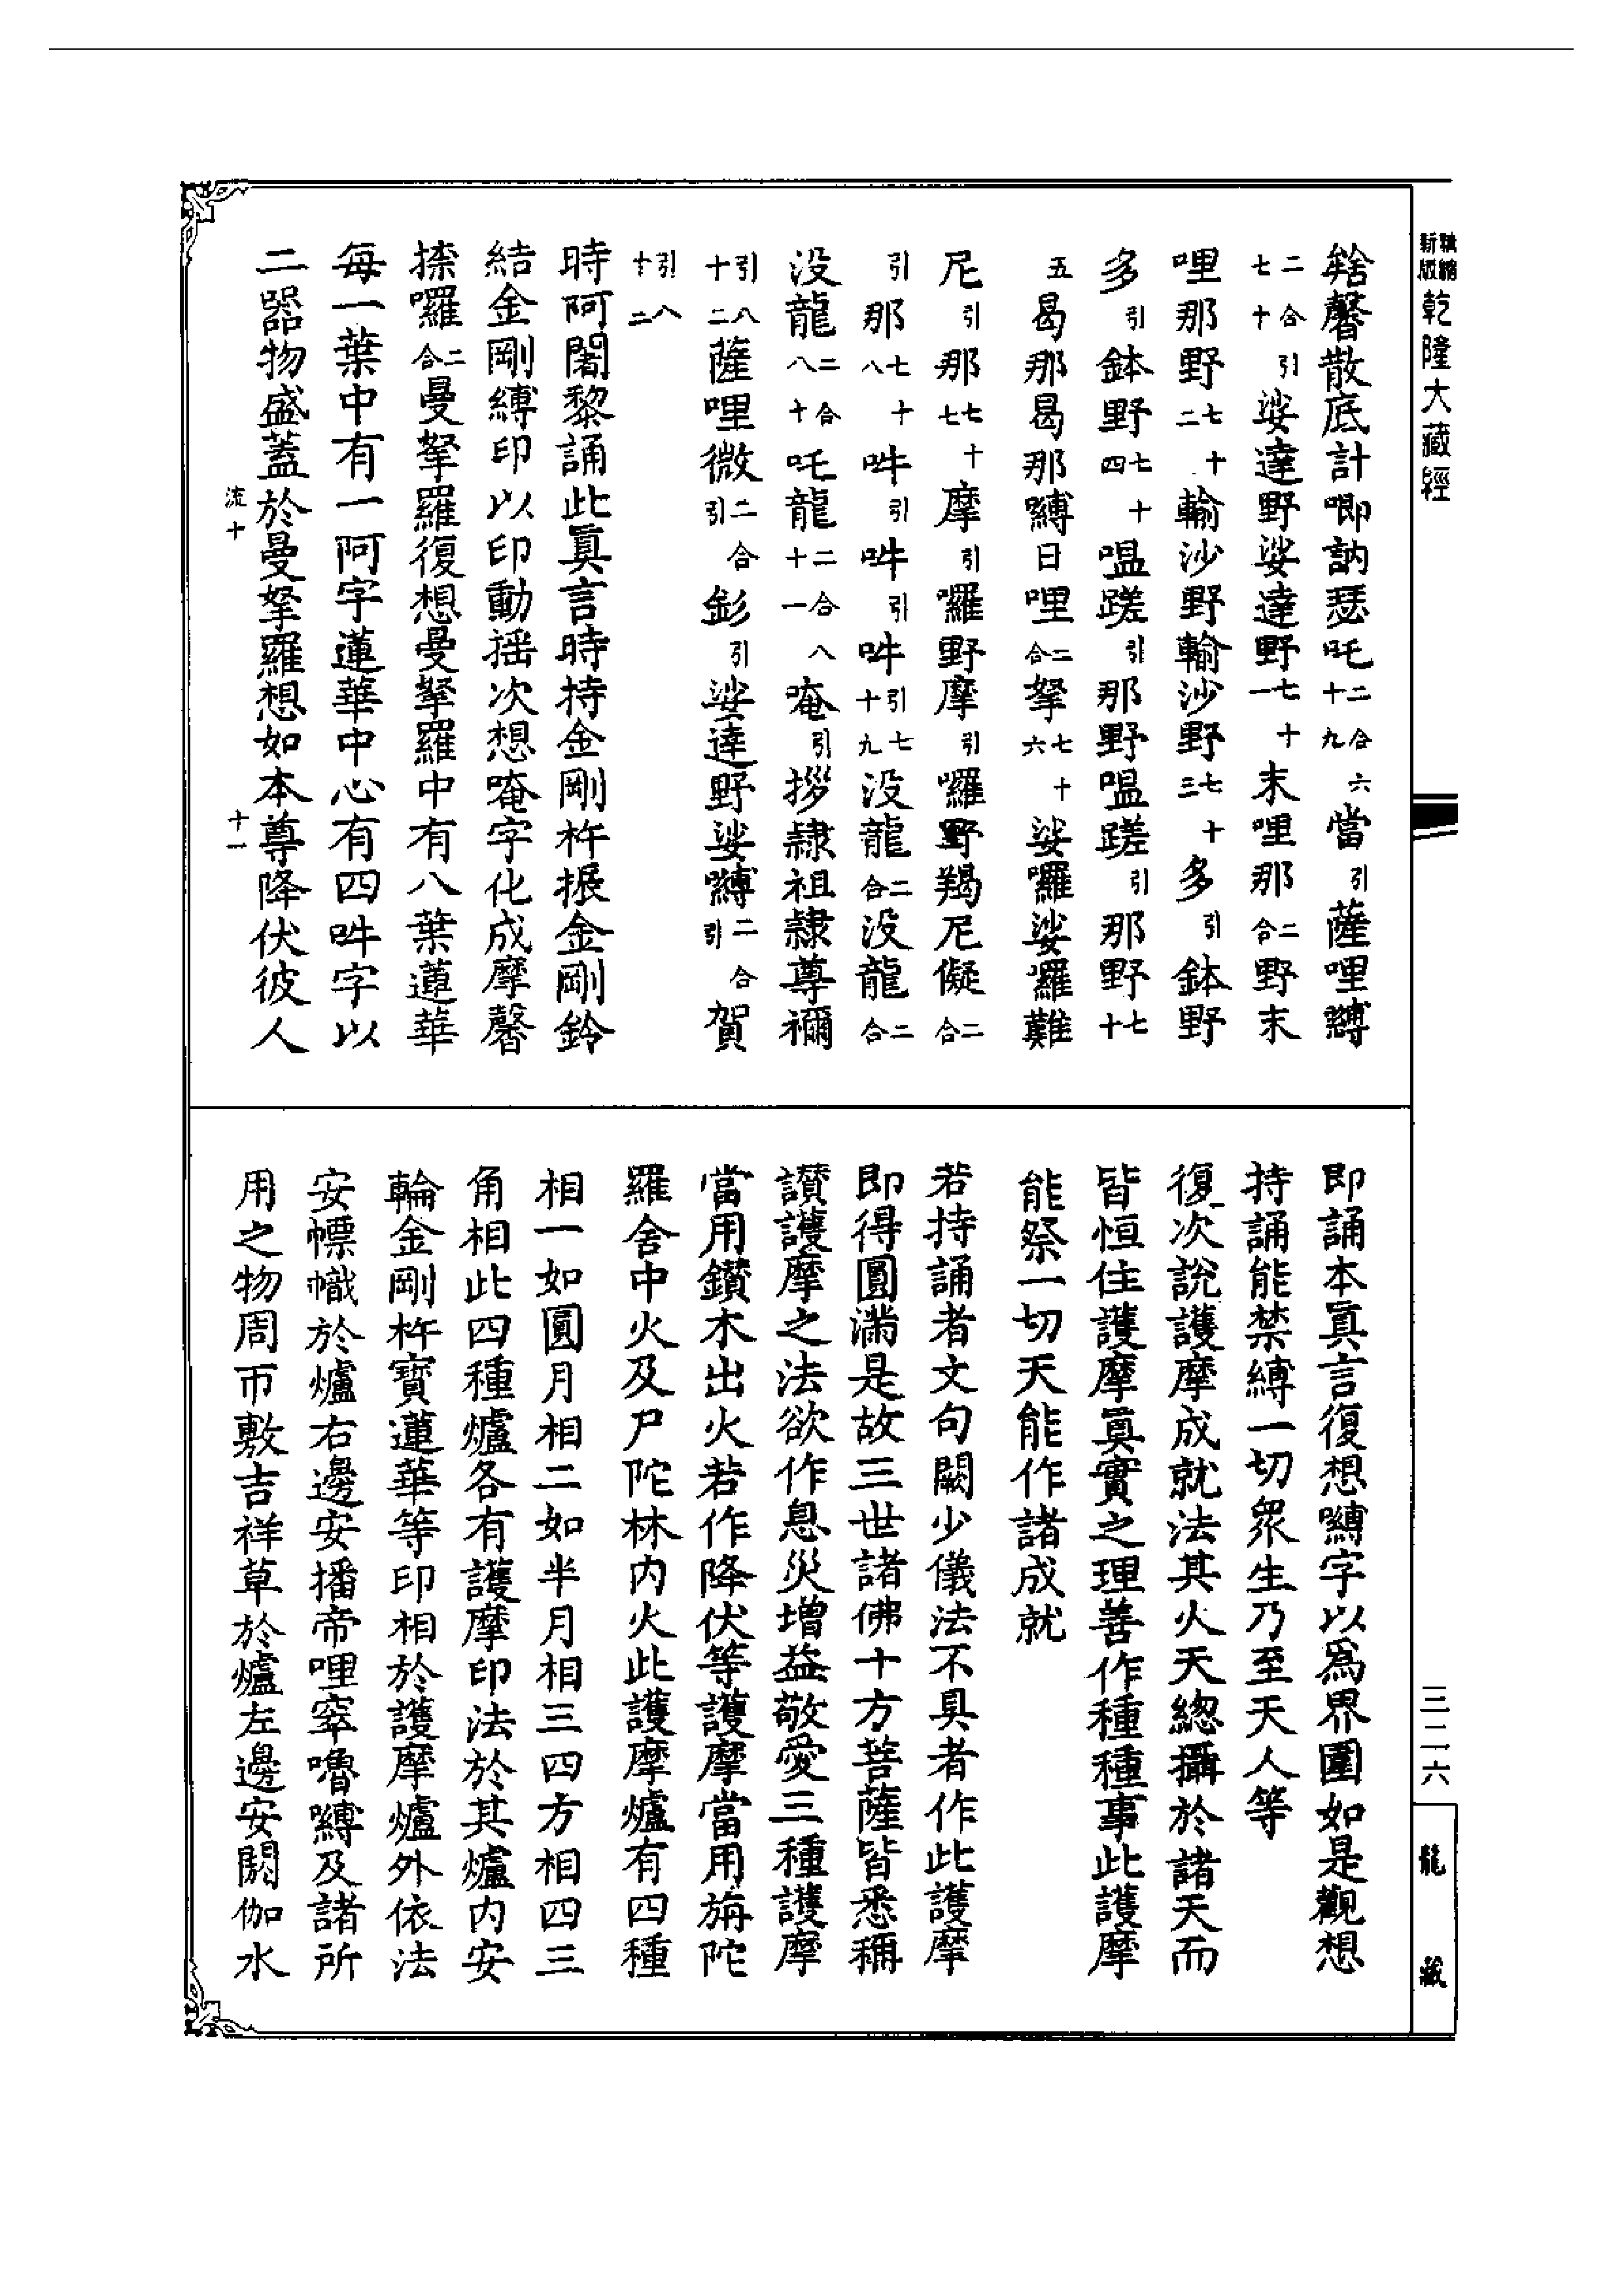 新版 乾隆大藏經
𤚥馨散底計唧訥瑟吒二合六十九當引薩哩嚩
二合引七十娑達野娑達野七十一末哩那二合野末
哩那野七十二輸沙野輸沙野七十三多引鉢野
多引鉢野七十四嗢蹉引那野嗢蹉引那野七十
五曷那曷那嚩日哩二合拏七十六娑囉娑囉難
尼引那七十七摩引囉野摩引囉野羯尼儗二合
引那七十八吽引吽引吽引七十九没龍二合没龍二合
没龍二合八十吒龍二合八十一唵引拶隸祖隸尊禰
引八十二薩哩微二合引彭引娑達野娑嚩二合引賀
引八十二
時阿闍黎誦此眞言時持金剛杵振金剛鈴
結金剛縛印以印動揺次想唵字化成摩馨
捺囉二合曼拏羅復想曼拏羅中有八葉蓮華
每一葉中有一阿字蓮華中心有四吽字以
二器物盛蓋於曼拏羅想如本尊降伏彼人
流十 十一
即誦本眞言復想嚩字以爲界圍如是觀想
持誦能禁縛一切衆生乃至天人等
復次說護摩成就法其火天總攝於諸天而
皆恒住護摩眞實之理善作種種事此護摩
能祭一切天能作諸成就
若持誦者文句闕少儀法不具者作此護摩
即得圓滿是故三世諸佛十方菩薩皆悉稱
讚護摩之法欲作息災增益敬愛三種護摩
當用鑚木出火若作降伏等護摩當用旃陀
羅舍中火及尸陀林内火此護摩爐有四種
相一如圓月相二如半月相三四方相四三
角相此四種爐各有護摩印法於其爐内安
輪金剛杵寶蓮華等印相於護摩爐外依法
安幖幟於爐右邊安播帝哩窣嚕嚩及諸所
用之物周帀敷吉祥草於爐左邊安閼伽水
三二六
龍藏